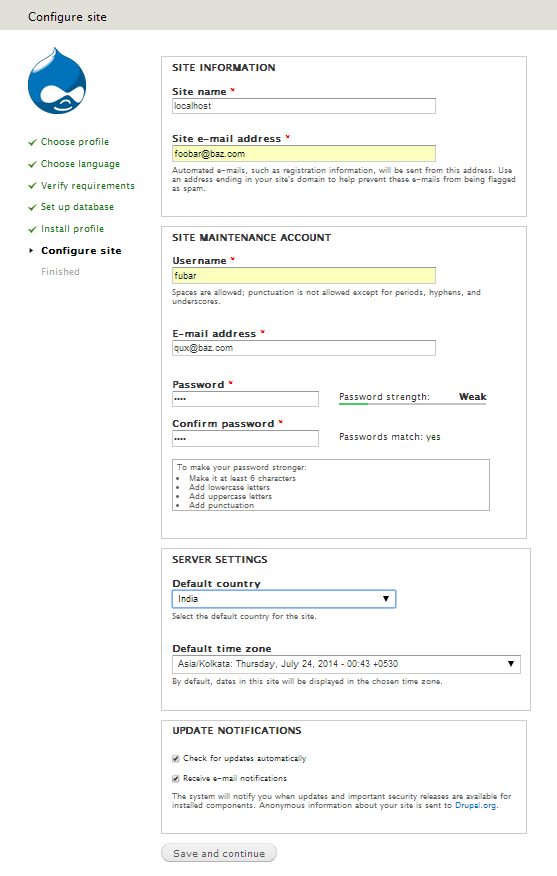 Configure site
Choose profile
Choose language
Verify requirements
Set up database
Install profile
Configure site
Finished
SITE INFORMATION
Site name *
localhost
Site e-mail address *
foobar@baz.com
Automated e-mails, such as registration information, will be sent from this address. Use
an address ending in your site's domain to help prevent these e-mails from being flagged
as spam.
SITE MAINTENANCE ACCOUNT
Username *
fubar
Spaces are allowed; punctuation is not allowed except for periods, hyphens, and
underscores.
E-mail address *
qux@baz.com
Password *
••••
Password strength: Weak
Confirm password *
••••
Passwords match: yes
To make your password stronger:
• Make it at least 6 characters
• Add lowercase letters
• Add uppercase letters
• Add punctuation
SERVER SETTINGS
Default country
India
Select the default country for the site.
Default time zone
Asia/Kolkata: Thursday, July 24, 2014 - 00:43 +0530
By default, dates in this site will be displayed in the chosen time zone.
UPDATE NOTIFICATIONS
Check for updates automatically
Receive e-mail notifications
The system will notify you when updates and important security releases are available for
installed components. Anonymous information about your site is sent to Drupal.org.
Save and continue